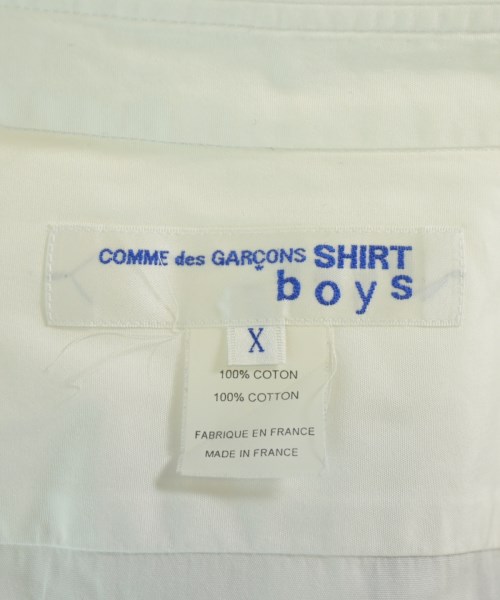 COMME des GARÇONS SHIRT
boys
X
100% COTON
100% COTTON
FABRIQUE EN FRANCE
MADE IN FRANCE